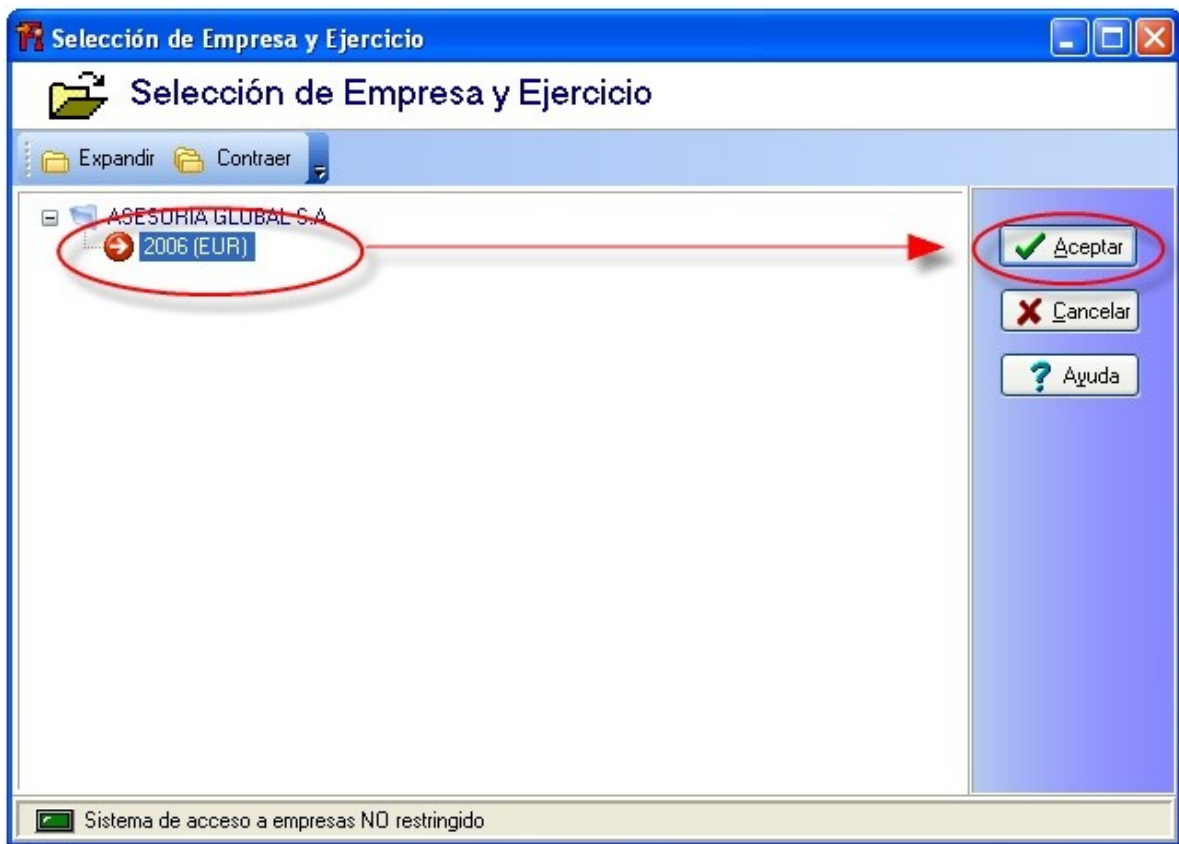 Selección de Empresa y Ejercicio
Selección de Empresa y Ejercicio
Expandir Contraer
ASESORIA GLOBAL S.A
2006 (EUR)
Aceptar
Cancelar
Ayuda
Sistema de acceso a empresas NO restringido